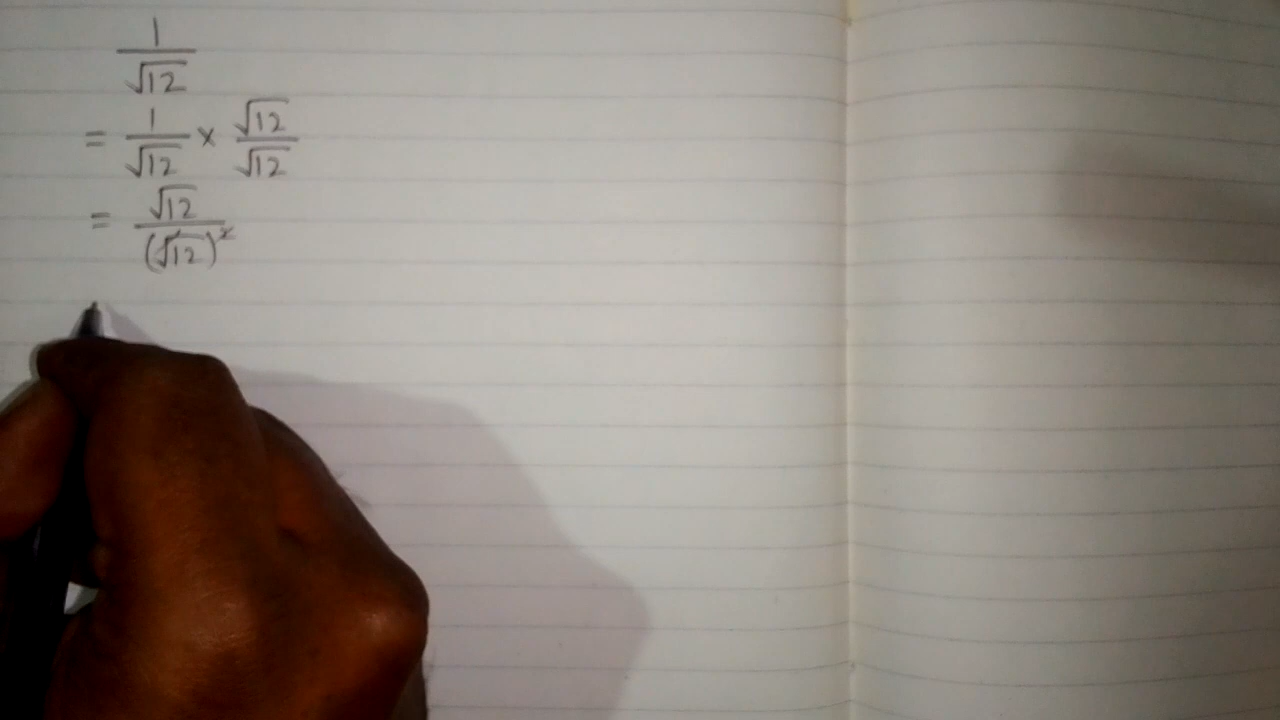 1/√12
= 1/√12 × √12/√12
= √12/(√12)²